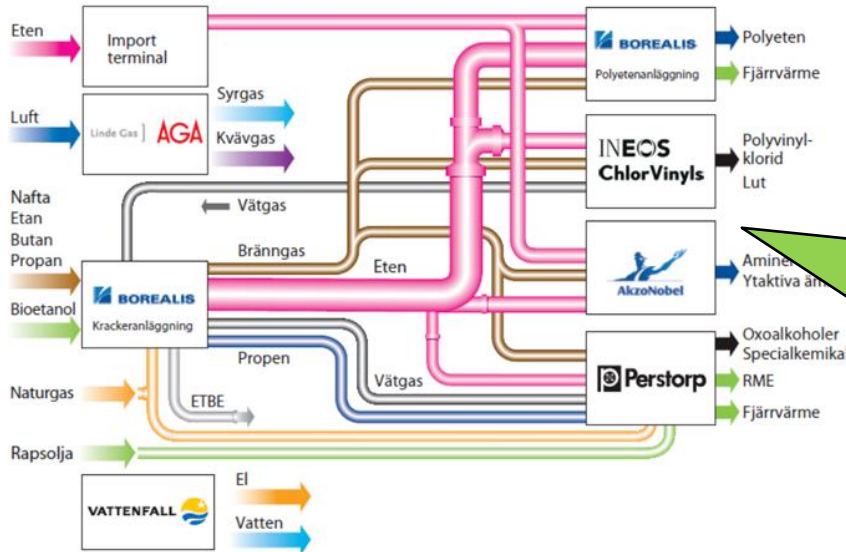 Eten
Import
terminal
BOREALIS
Polyetenanläggning
Polyeten
Fjärrvärme
Luft
Linde Gas
AGA
Syrgas
Kvävgas
INEOS
ChlorVinyls
Polyvinyl-
klorid
Lut
Nafta
Etan
Butan
Propan
Bioetanol
Vätgas
Bränngas
Eten
BOREALIS
Krackeranläggning
AkzoNobel
Ytaktiva
Propen
Vätgas
Perstorp
Oxoalkoholer
RME
Fjärrvärme
Naturgas
ETBE
Rapsolja
VATTENFALL
El
Vatten